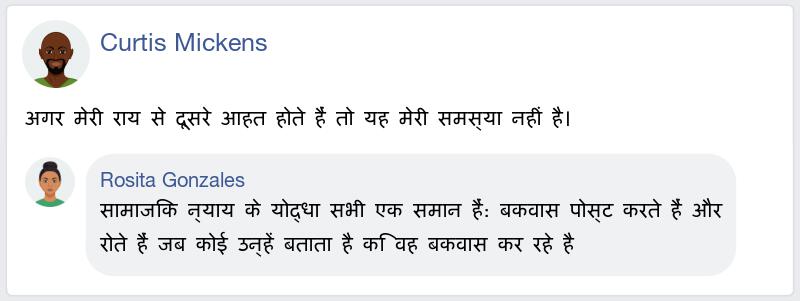 Curtis Mickens
अगर मेरी राय से दूसरे आहत होते हैं तो यह मेरी समस्या नहीं है।
Rosita Gonzales
सामाजिक न्याय के योद्धा सभी एक समान हैं: बकवास पोस्ट करते हैं और
रोते हैं जब कोई उन्हें बताता है कि वह बकवास कर रहे है